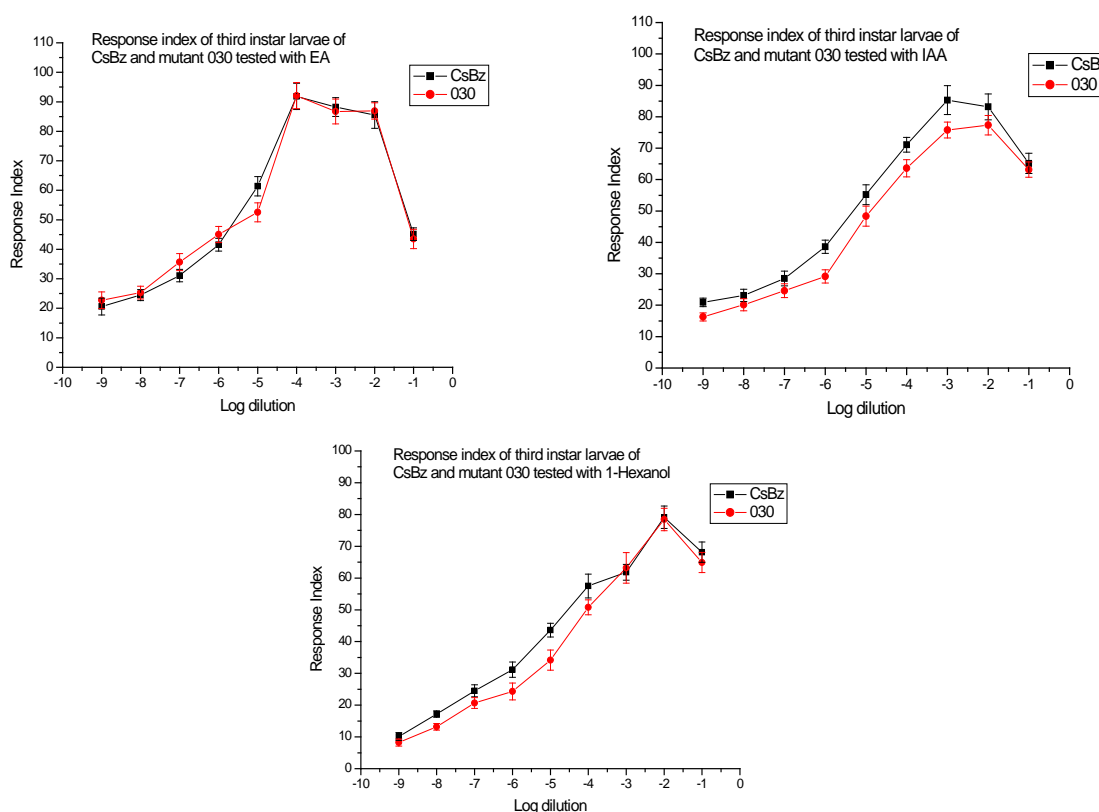 Response index of third instar larvae of
CsBz and mutant 030 tested with EA
CsBz
030
110
100
90
80
70
60
50
40
30
20
10
0
Response Index
-10 -9 -8 -7 -6 -5 -4 -3 -2 -1 0
Log dilution
Response index of third instar larvae of
CsBz and mutant 030 tested with IAA
CsB
030
110
100
90
80
70
60
50
40
30
20
10
0
Response Index
-10 -9 -8 -7 -6 -5 -4 -3 -2 -1 0
Log dilution
Response index of third instar larvae of
CsBz and mutant 030 tested with 1-Hexanol
CsBz
030
100
90
80
70
60
50
40
30
20
10
0
Response Index
-10 -9 -8 -7 -6 -5 -4 -3 -2 -1 0
Log dilution